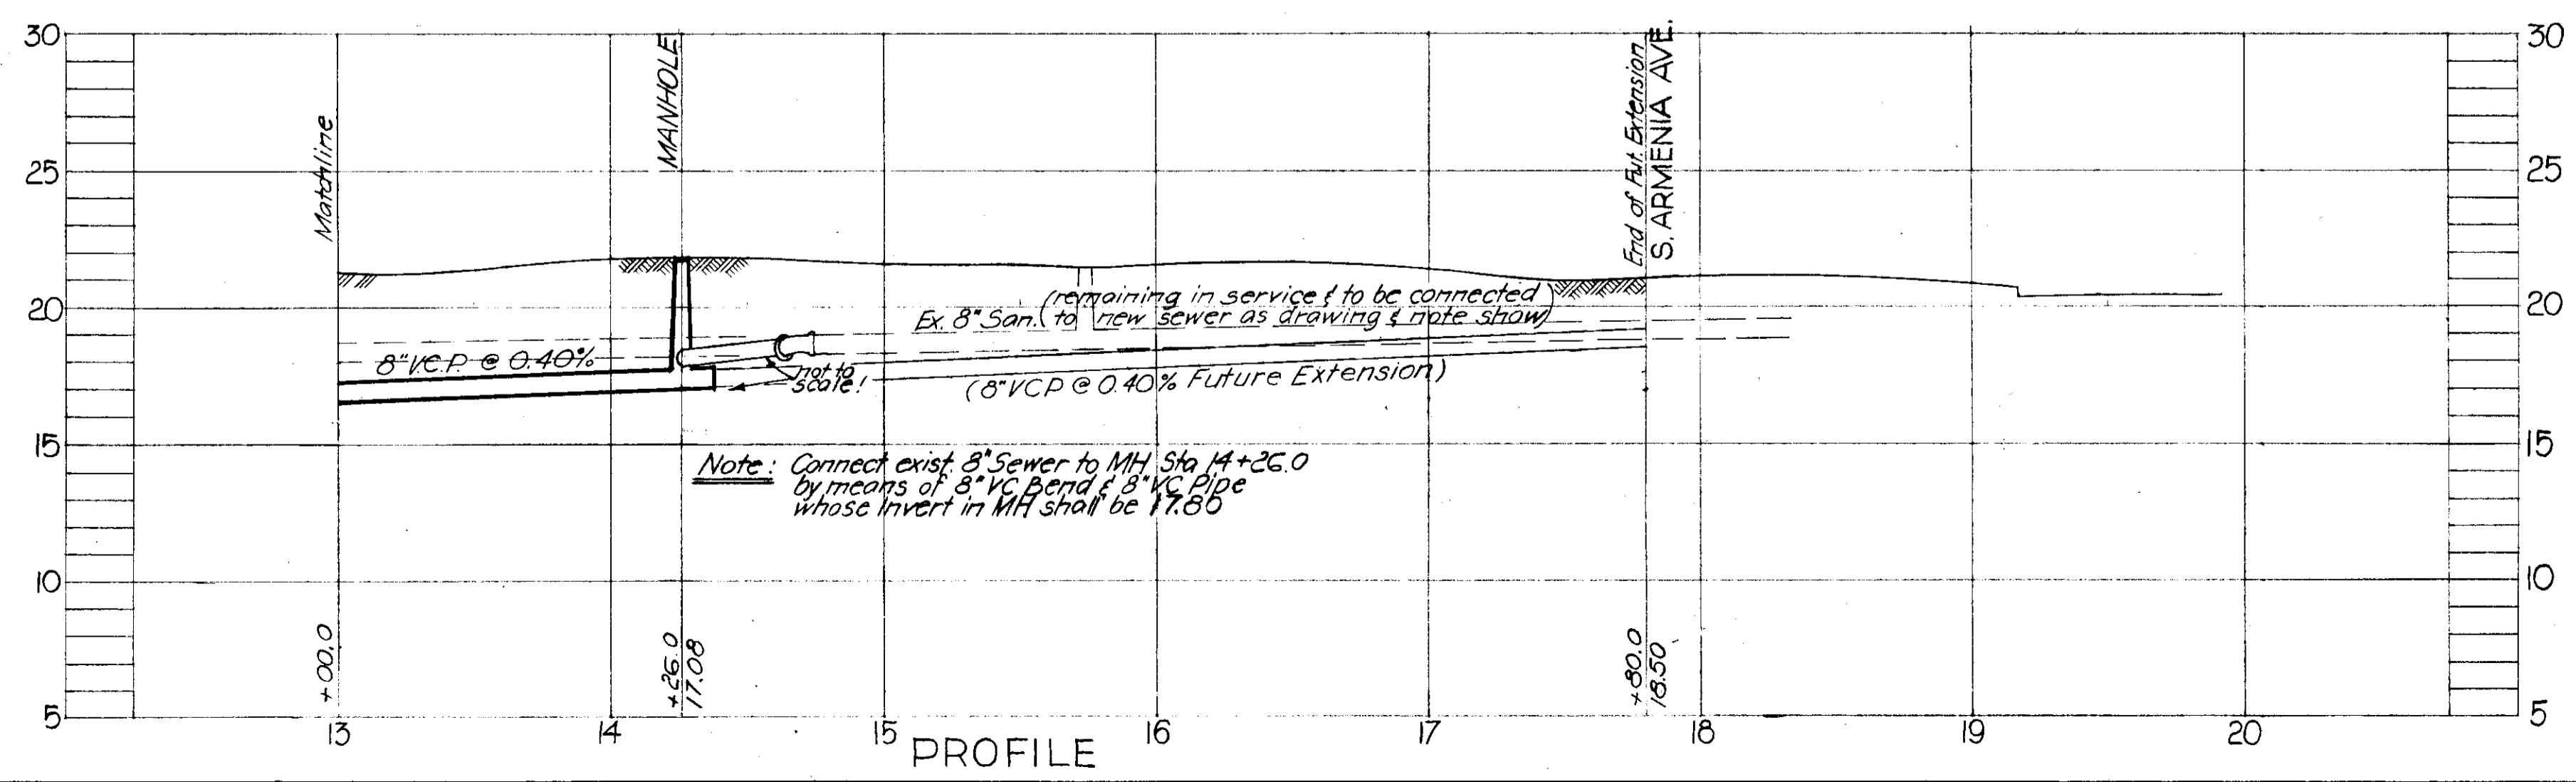 30
25
20
15
10
5
30
25
20
15
10
5
Matchline
MANHOLE
End of Fut. Extension
S. ARMENIA AVE.
(remaining in service & to be connected)
Ex. 8" San. (to new sewer as drawing & note show)
8" V.C.P. @ 0.40%
not to
scale!
(8" VCP @ 0.40% Future Extension)
Note: Connect exist. 8" Sewer to MH Sta 14+26.0
by means of 8" VC Bend & 8" VC Pipe
whose Invert in MH shall be 17.80
+00.0
+26.0
17.08
+80.0
18.50
13
14
15
16
17
18
19
20
PROFILE